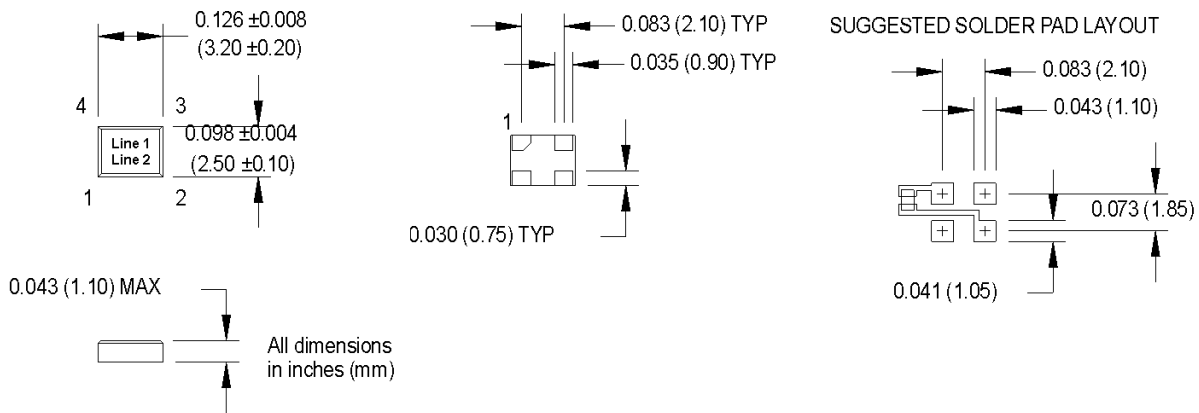 0.126 ±0.008
(3.20 ±0.20)
4
3
Line 1
Line 2
0.098 ±0.004
(2.50 ±0.10)
1
2
0.083 (2.10) TYP
0.035 (0.90) TYP
1
0.030 (0.75) TYP
SUGGESTED SOLDER PAD LAYOUT
0.083 (2.10)
0.043 (1.10)
0.073 (1.85)
0.041 (1.05)
0.043 (1.10) MAX
All dimensions
in inches (mm)